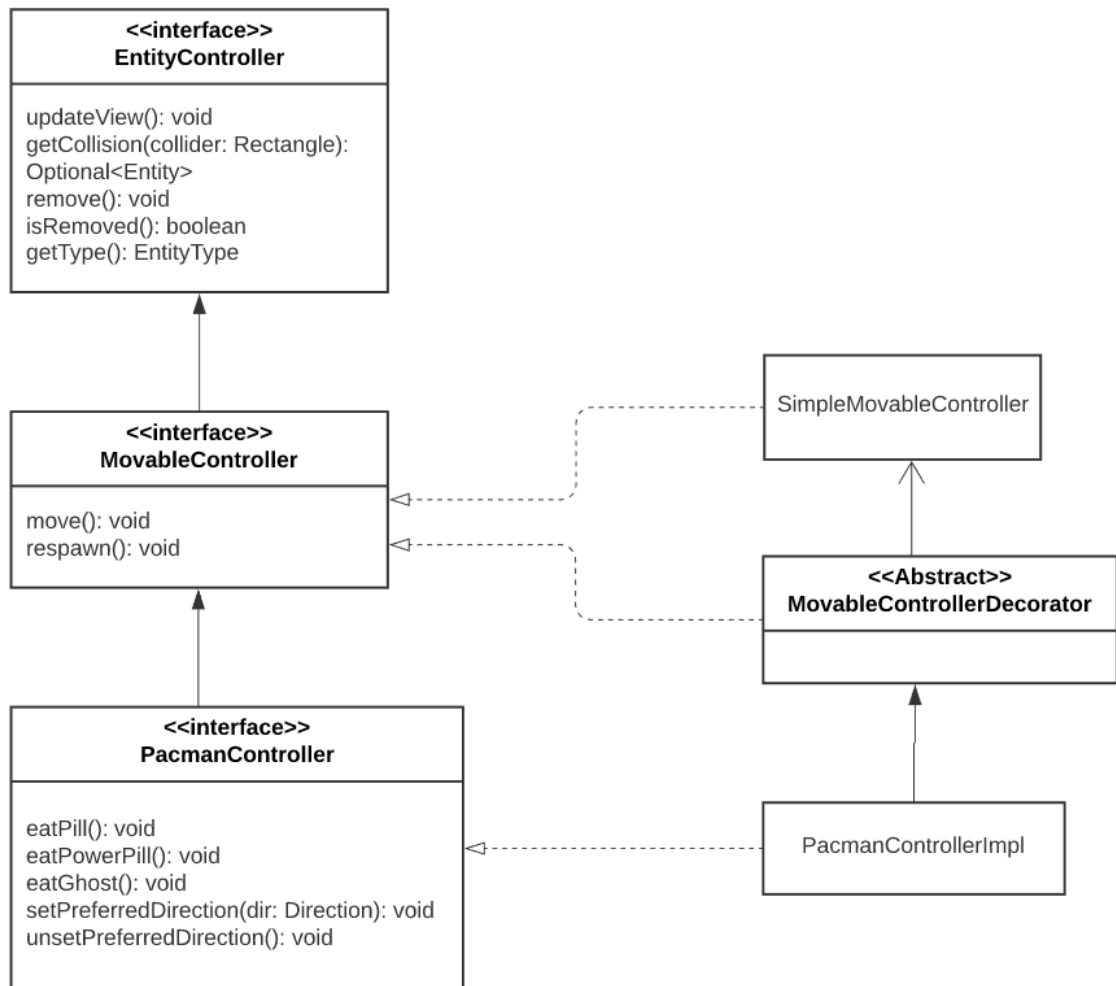 <<interface>>
EntityController
updateView(): void
getCollision(collider: Rectangle):
Optional<Entity>
remove(): void
isRemoved(): boolean
getType(): EntityType
<<interface>>
MovableController
move(): void
respawn(): void
SimpleMovableController
<<Abstract>>
MovableControllerDecorator
<<interface>>
PacmanController
eatPill(): void
eatPowerPill(): void
eatGhost(): void
setPreferredDirection(dir: Direction): void
unsetPreferredDirection(): void
PacmanControllerImpl